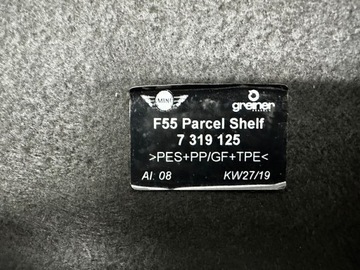 MINI greiner
F55 Parcel Shelf
7 319 125
>PES+PP/GF+TPE<
AI: 08 KW27/19